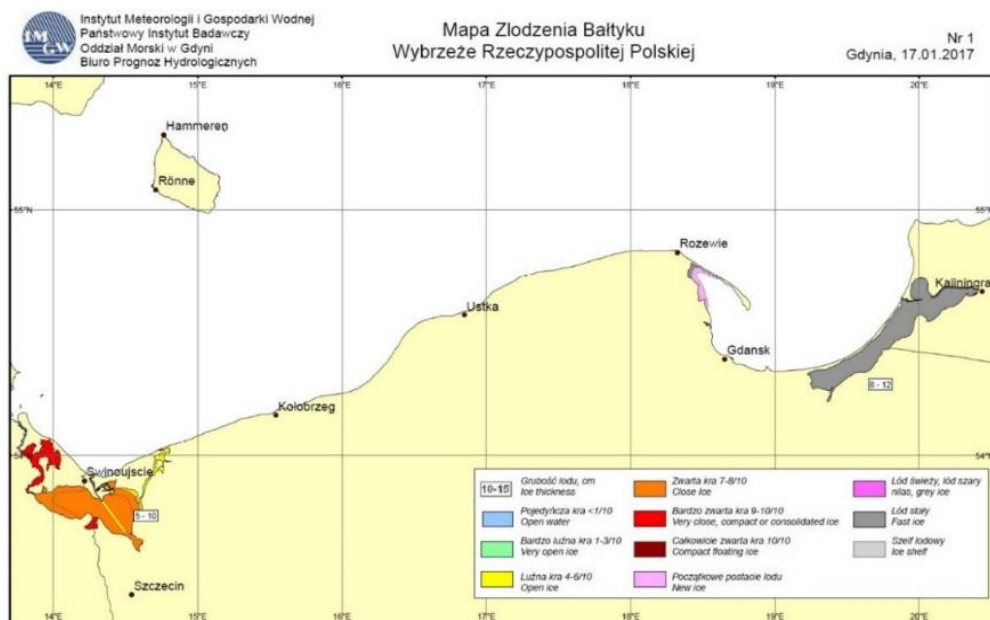 IMGW
Instytut Meteorologii i Gospodarki Wodnej
Państwowy Instytut Badawczy
Oddział Morski w Gdyni
Biuro Prognoz Hydrologicznych
Mapa Zlodzenia Bałtyku
Wybrzeże Rzeczypospolitej Polskiej
Nr 1
Gdynia, 17.01.2017
14°E 15°E 16°E 17°E 18°E 19°E 20°E
Hammeren
Rönne
55°N 55°N
Rozewie
Kaliningra
Ustka
Gdansk
8 - 12
Kołobrzeg
54°N 54°N
Swinoujscie
5 - 10
Szczecin
10-15 Grubość lodu, cm
Ice thickness
Pojedyńcza kra <1/10
Open water
Bardzo luźna kra 1-3/10
Very open ice
Luźna kra 4-6/10
Open ice
Zwarta kra 7-8/10
Close Ice
Bardzo zwarta kra 9-10/10
Very close, compact or consolidated ice
Całkowicie zwarta kra 10/10
Compact floating ice
Początkowe postacie lodu
New ice
Lód świeży, lód szary
nilas, grey ice
Lód stały
Fast ice
Szelf lodowy
Ice shelf
14°E 15°E 16°E 17°E 18°E 19°E 20°E